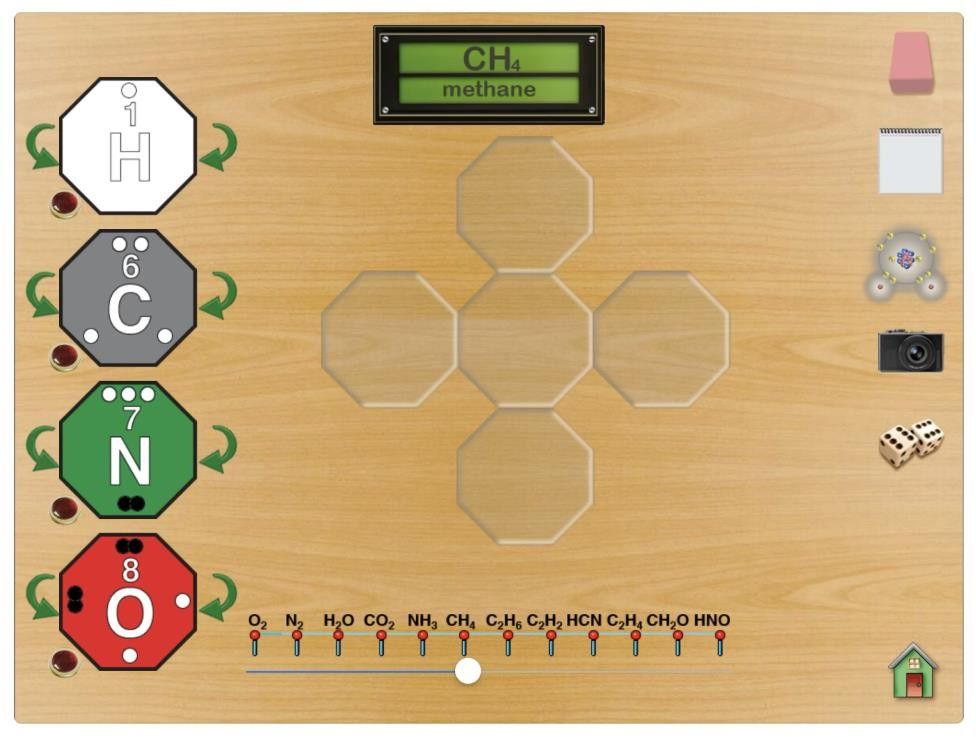 CH₄
methane
1
H
6
C
7
N
8
O
O₂ N₂ H₂O CO₂ NH₃ CH₄ C₂H₆ C₂H₂ HCN C₂H₄ CH₂O HNO